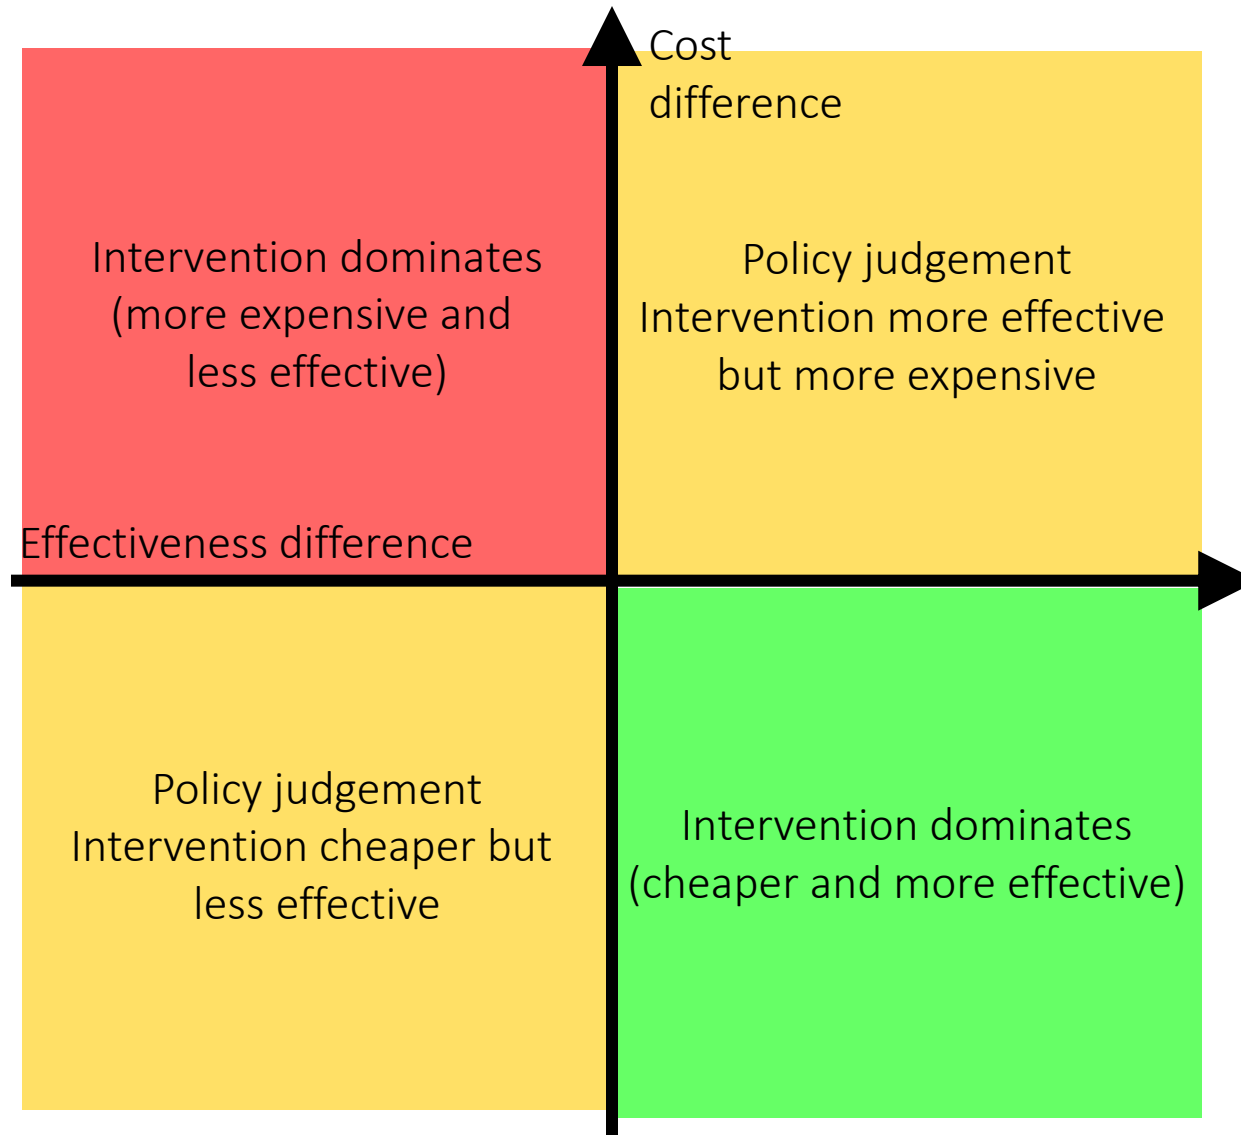 Cost
difference
Intervention dominates
(more expensive and
less effective)
Policy judgement
Intervention more effective
but more expensive
Effectiveness difference
Policy judgement
Intervention cheaper but
less effective
Intervention dominates
(cheaper and more effective)